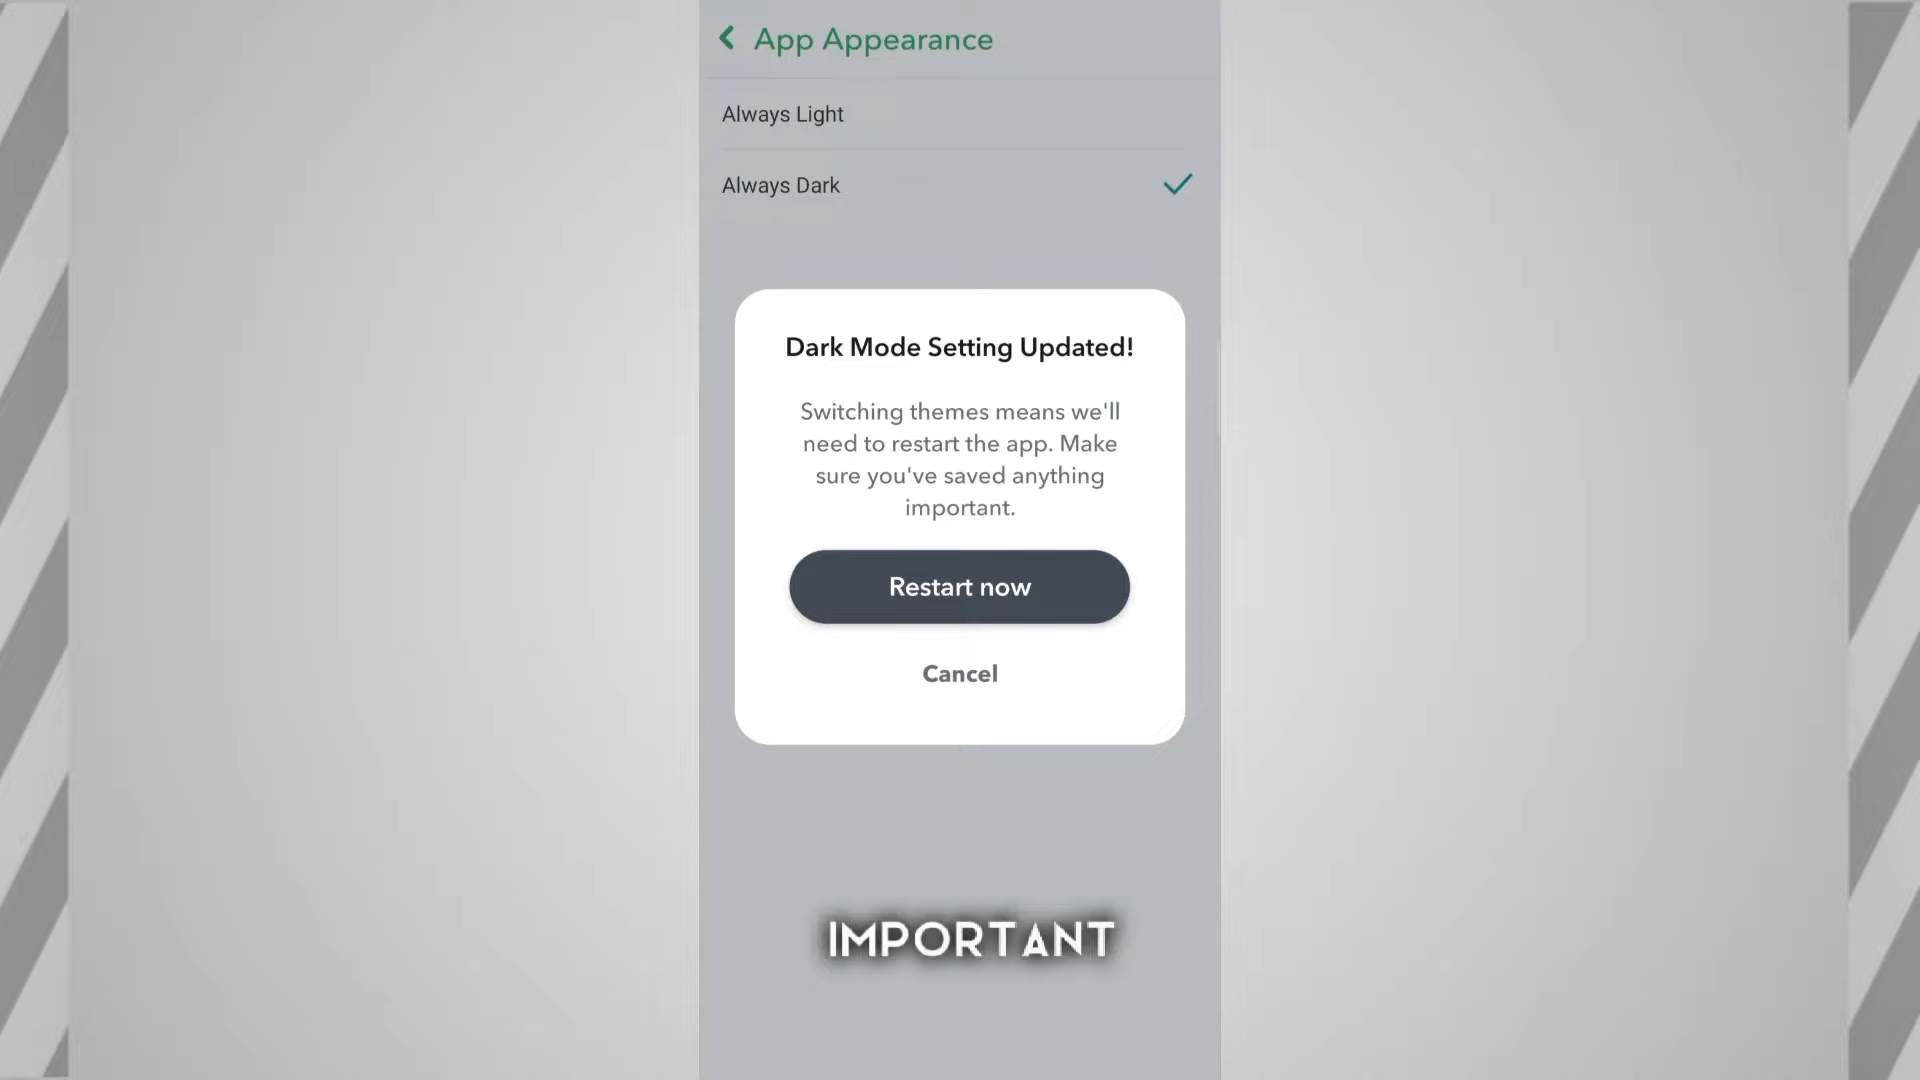 App Appearance
Always Light
Always Dark
Dark Mode Setting Updated!
Switching themes means we'll
need to restart the app. Make
sure you've saved anything
important.
Restart now
Cancel
IMPORTANT